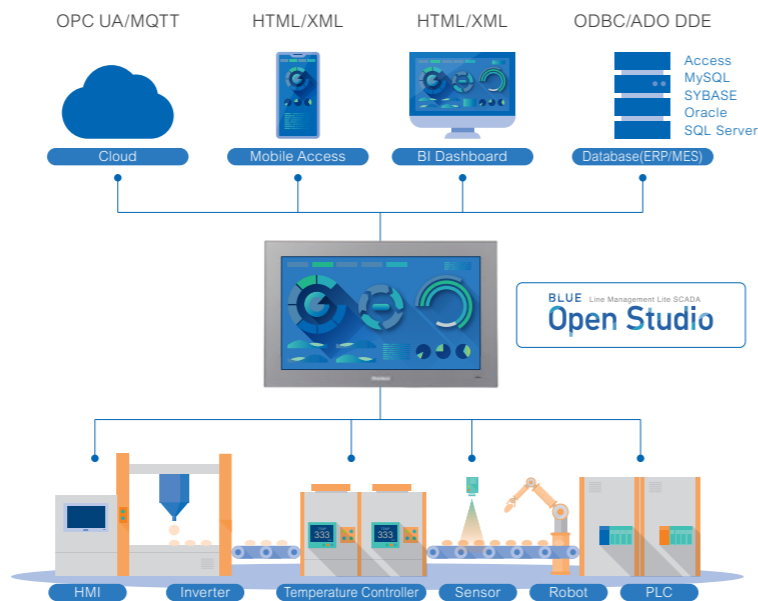 OPC UA/MQTT
HTML/XML
HTML/XML
ODBC/ADO DDE
Access
MySQL
SYBASE
Oracle
SQL Server
Cloud
Mobile Access
BI Dashboard
Database(ERP/MES)
BLUE Line Management Lite SCADA
Open Studio
333
333
HMI
Inverter
Temperature Controller
Sensor
Robot
PLC